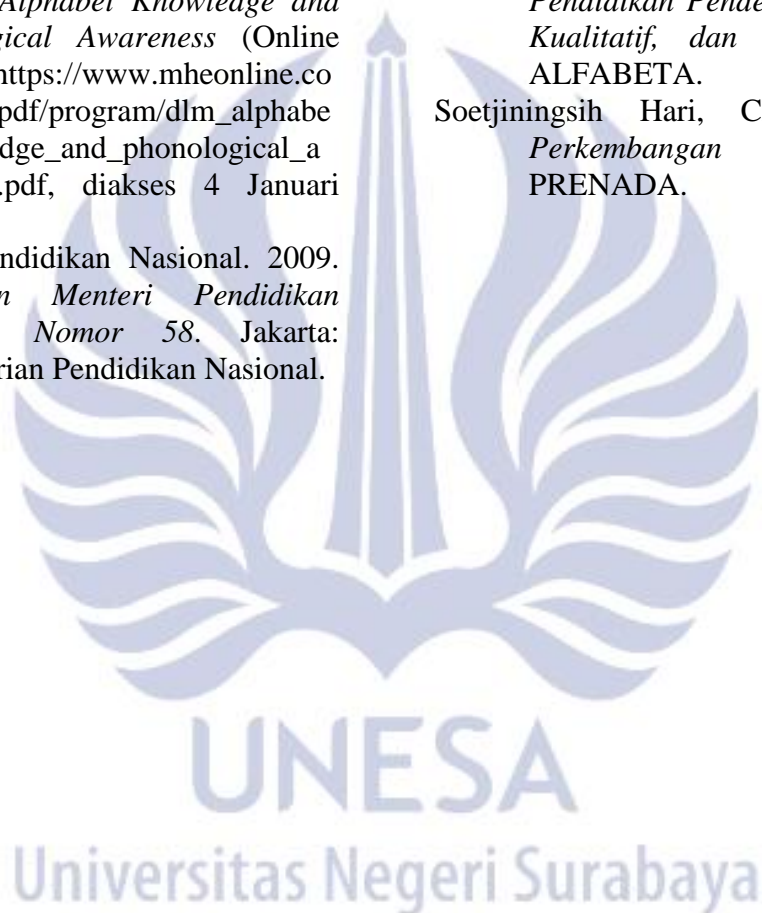 Alphabet Knowledge and
gical Awareness (Online
https://www.mheonline.co
pdf/program/dlm_alphabe
dge_and_phonological_a
.pdf, diakses 4 Januari
ndidikan Nasional. 2009.
n Menteri Pendidikan
Nomor 58. Jakarta:
rian Pendidikan Nasional.
Pendidikan Pende
Kualitatif, dan
ALFABETA.
Soetjiningsih Hari, C
Perkembangan
PRENADA.
UNESA
Universitas Negeri Surabaya